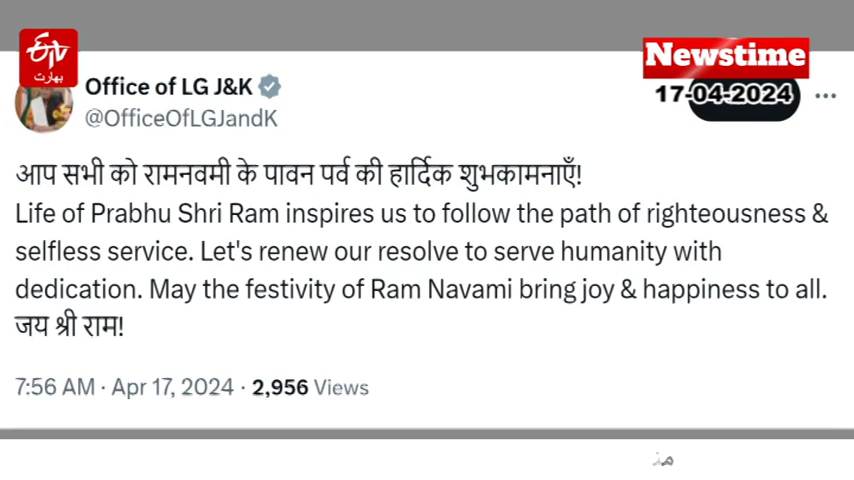 بھارت
Newstime
17-04-2024
Office of LG J&K
@OfficeOfLGJandK
आप सभी को रामनवमी के पावन पर्व की हार्दिक शुभकामनाएँ!
Life of Prabhu Shri Ram inspires us to follow the path of righteousness &
selfless service. Let's renew our resolve to serve humanity with
dedication. May the festivity of Ram Navami bring joy & happiness to all.
जय श्री राम!
7:56 AM · Apr 17, 2024 · 2,956 Views